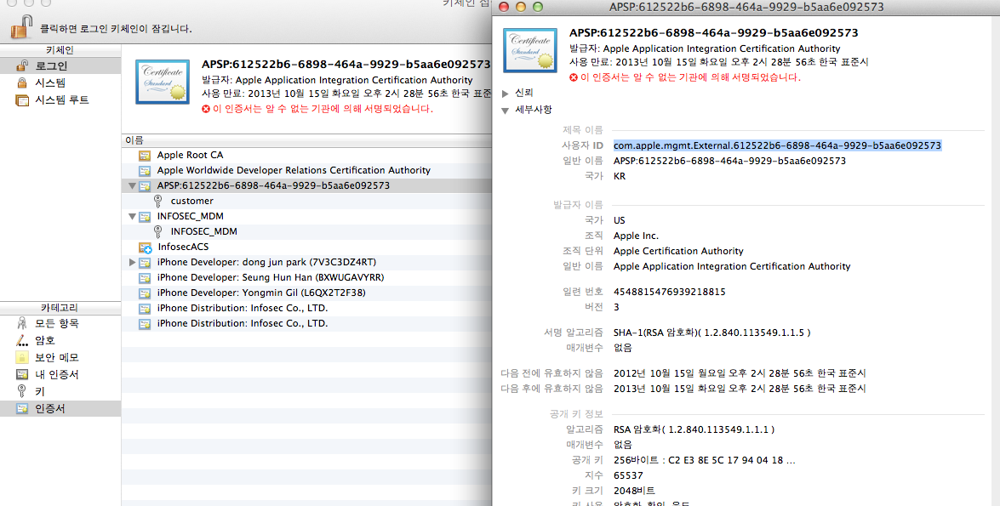 키체인
클릭하면 로그인 키체인이 잠깁니다.
키체인
로그인
시스템
시스템 루트
APSP:612522b6-6898-464a-9929-b5aa6e092573
발급자: Apple Application Integration Certification Authority
사용 만료: 2013년 10월 15일 화요일 오후 2시 28분 56초 한국 표준
이 인증서는 알 수 없는 기관에 의해 서명되었습니다.
이름
Apple Root CA
Apple Worldwide Developer Relations Certification Authority
APSP:612522b6-6898-464a-9929-b5aa6e092573
customer
INFOSEC_MDM
INFOSEC_MDM
InfosecACS
iPhone Developer: dong jun park (7V3C3DZ4RT)
iPhone Developer: Seung Hun Han (BXWUGAVYRR)
iPhone Developer: Yongmin Gil (L6QX2T2F38)
iPhone Distribution: Infosec Co., LTD.
iPhone Distribution: Infosec Co., LTD.
카테고리
모든 항목
암호
보안 메모
내 인증서
키
인증서
APSP:612522b6-6898-464a-9929-b5aa6e092573
APSP:612522b6-6898-464a-9929-b5aa6e092573
발급자: Apple Application Integration Certification Authority
사용 만료: 2013년 10월 15일 화요일 오후 2시 28분 56초 한국 표준시
이 인증서는 알 수 없는 기관에 의해 서명되었습니다.
신뢰
세부사항
제목 이름
사용자 ID com.apple.mgmt.External.612522b6-6898-464a-9929-b5aa6e092573
일반 이름 APSP:612522b6-6898-464a-9929-b5aa6e092573
국가 KR
발급자 이름
국가 US
조직 Apple Inc.
조직 단위 Apple Certification Authority
일반 이름 Apple Application Integration Certification Authority
일련 번호 4548815476939218815
버전 3
서명 알고리즘 SHA-1(RSA 암호화)( 1.2.840.113549.1.1.5 )
매개변수 없음
다음 전에 유효하지 않음 2012년 10월 15일 월요일 오후 2시 28분 56초 한국 표준시
다음 후에 유효하지 않음 2013년 10월 15일 화요일 오후 2시 28분 56초 한국 표준시
공개 키 정보
알고리즘 RSA 암호화( 1.2.840.113549.1.1.1 )
매개변수 없음
공개 키 256바이트 : C2 E3 8E 5C 17 94 04 18 ...
지수 65537
키 크기 2048비트